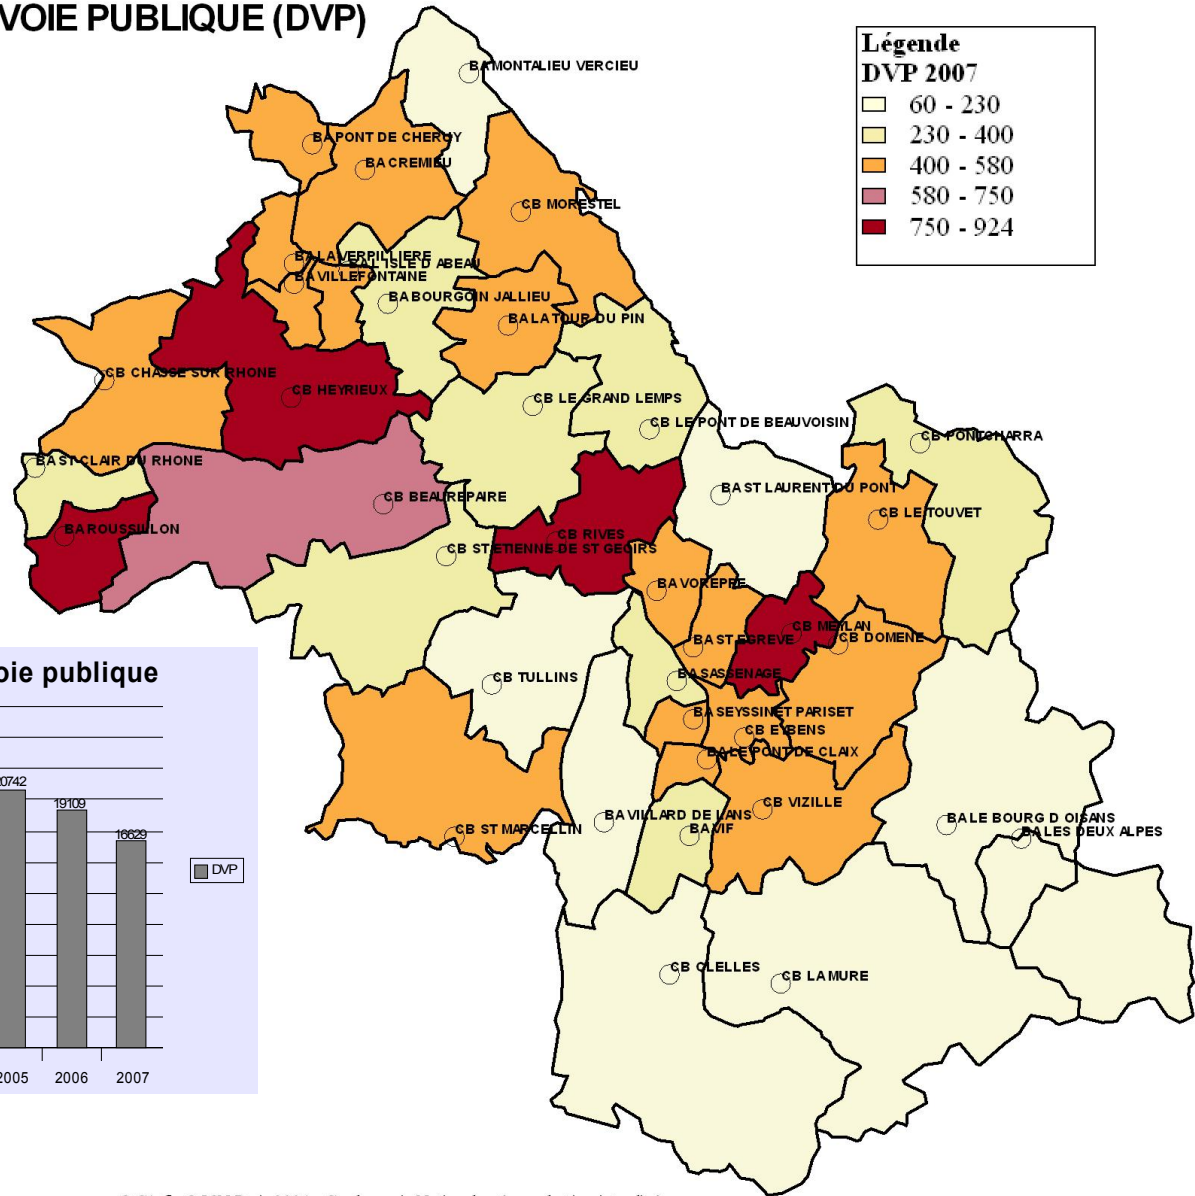 VOIE PUBLIQUE (DVP)
Légende
DVP 2007
60 - 230
230 - 400
400 - 580
580 - 750
750 - 924
BA MONTALIEU VERCIEU
BA PONT DE CHERUY
BA CREMIEU
CB MORESTEL
BA LA VERPILLIERE
BA L ISLE D ABEAU
BA VILLEFONTAINE
BA BOURGOIN JALLIEU
BA LA TOUR DU PIN
CB CHASSE SUR RHONE
CB HEYRIEUX
CB LE GRAND LEMPS
CB LE PONT DE BEAUVOISIN
CB PONTCHARRA
BA ST CLAIR DU RHONE
CB BEAUREPAIRE
BA ST LAURENT DU PONT
CB LE TOUVET
BA ROUSSILLON
CB RIVES
CB ST ETIENNE DE ST GEOIRS
BA VOREPPE
CB MEYLAN
CB DOMENE
BA ST EGREVE
CB TULLINS
BA SASSENAGE
BA SEYSSINET PARISET
CB EYBENS
BA LE PONT DE CLAIX
CB VIZILLE
BA VILLARD DE LANS
BA VIF
CB ST MARCELLIN
BA LE BOURG D OISANS
BA LES DEUX ALPES
CB CLELLES
CB LA MURE
oie publique
0742
19109
16629
DVP
2005 2006 2007